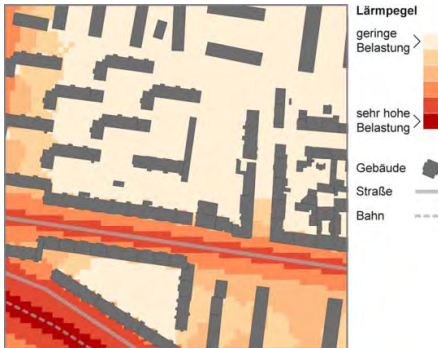 Lärmpegel
geringe
Belastung
sehr hohe
Belastung
Gebäude
Straße
Bahn